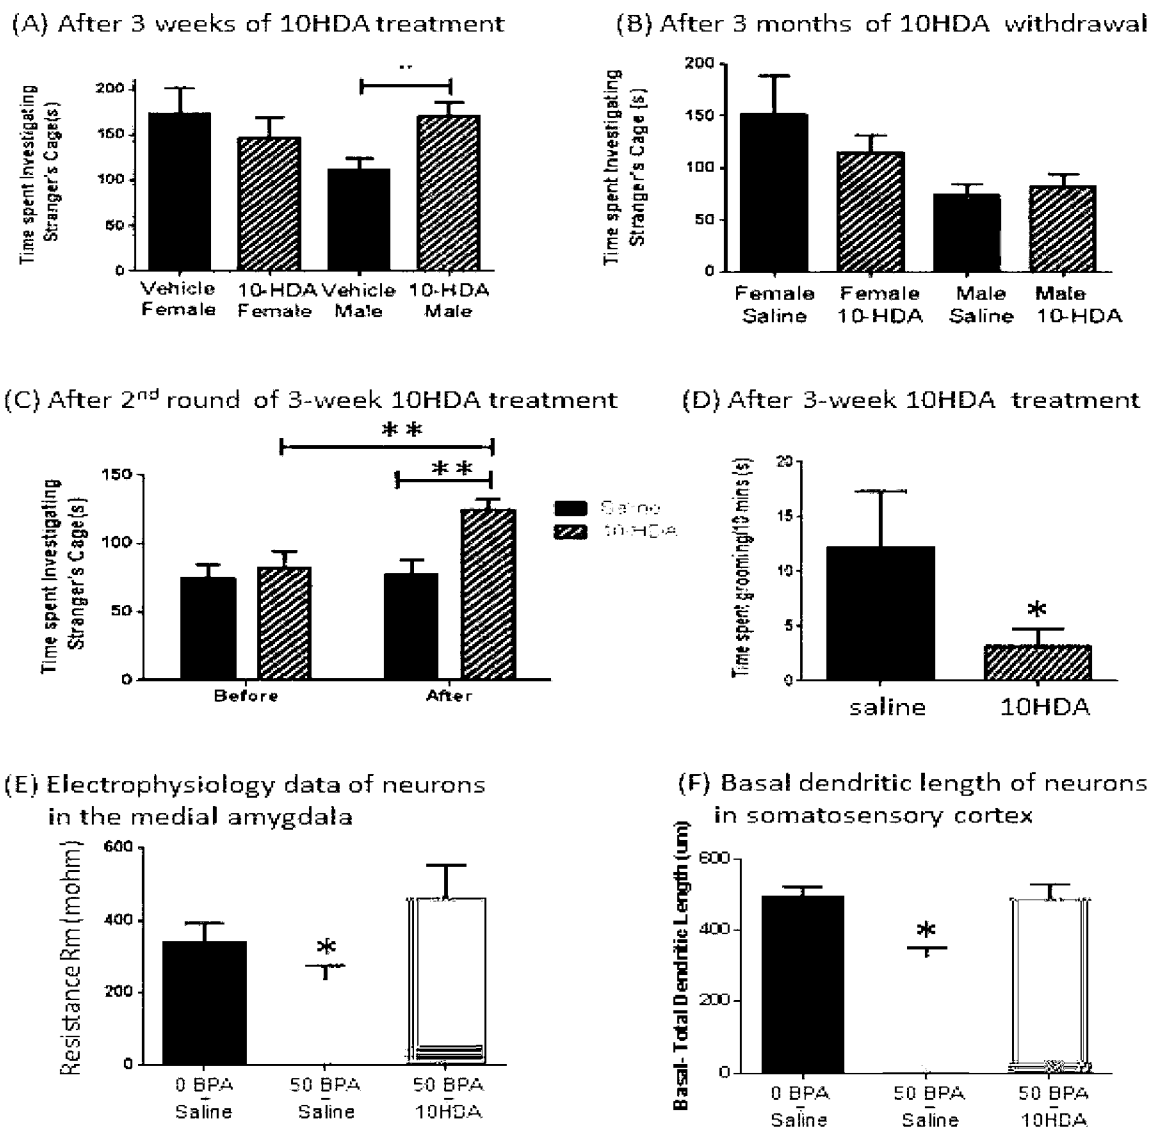 (A) After 3 weeks of 10HDA treatment
Time spent Investigating
Stranger's Cage(s)
200
150
100
50
0
Vehicle 10-HDA Vehicle 10-HDA
Female Female Male Male
(B) After 3 months of 10HDA withdrawal
Time spent Investigating
Stranger's Cage (s)
200
150
100
50
0
Female Female Male Male
Saline 10-HDA Saline 10-HDA
(C) After 2nd round of 3-week 10HDA treatment
Time spent Investigating
Stranger's Cage(s)
150
100
50
0
**
**
Before After
Saline
10-HDA
(D) After 3-week 10HDA treatment
Time spent grooming/10 mins (s)
20
15
10
5
0
*
saline 10HDA
(E) Electrophysiology data of neurons
in the medial amygdala
Resistance Rm (mohm)
600
400
200
0
*
0 BPA 50 BPA 50 BPA
Saline Saline 10HDA
(F) Basal dendritic length of neurons
in somatosensory cortex
Basal- Total Dendritic Length (um)
600
400
200
0
*
0 BPA 50 BPA 50 BPA
Saline Saline 10HDA